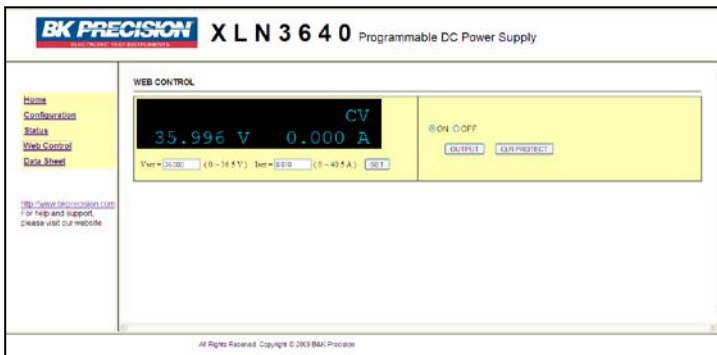 BK PRECISION XLN3640 Programmable DC Power Supply
ELECTRONIC TEST INSTRUMENTS
WEB CONTROL
Home
Configuration
Status
Web Control
Data Sheet
http://www.bkprecision.com
For help and support,
please visit our website
CV
35.996 V 0.000 A
Vset= 36.000 (0~36.5V) Iset= 0.010 (0~40.5A) SET
ON OFF
OUTPUT CLR PROTECT
All Rights Reserved. Copyright © 2009 B&K Precision